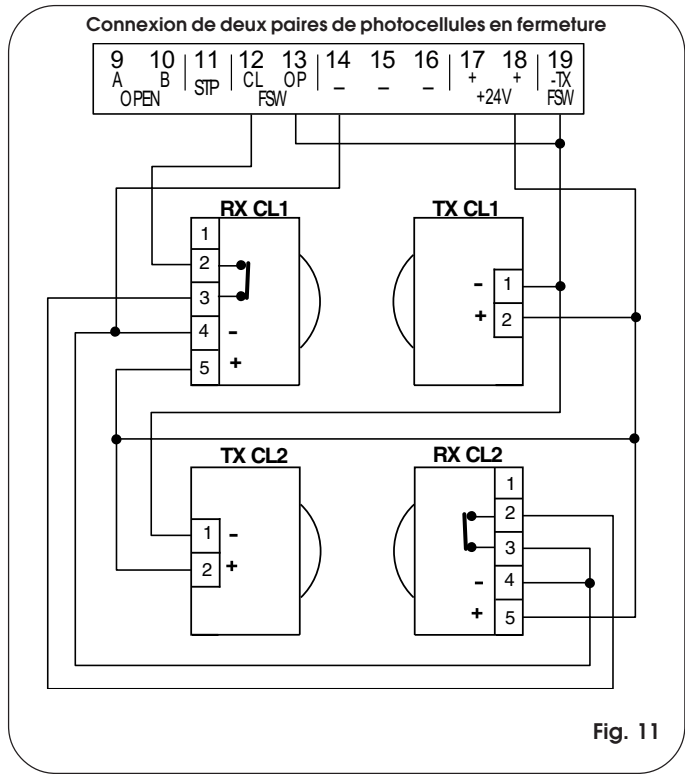 Connexion de deux paires de photocellules en fermeture
9 10 11 12 13 14 15 16 17 18 19
A B STP CL OP - - - + + -TX
OPEN FSW +24V FSW
RX CL1 TX CL1
1
2
3
4 -
5 +
- 1
+ 2
TX CL2 RX CL2
1 -
2 +
1
2
3
- 4
+ 5
Fig. 11